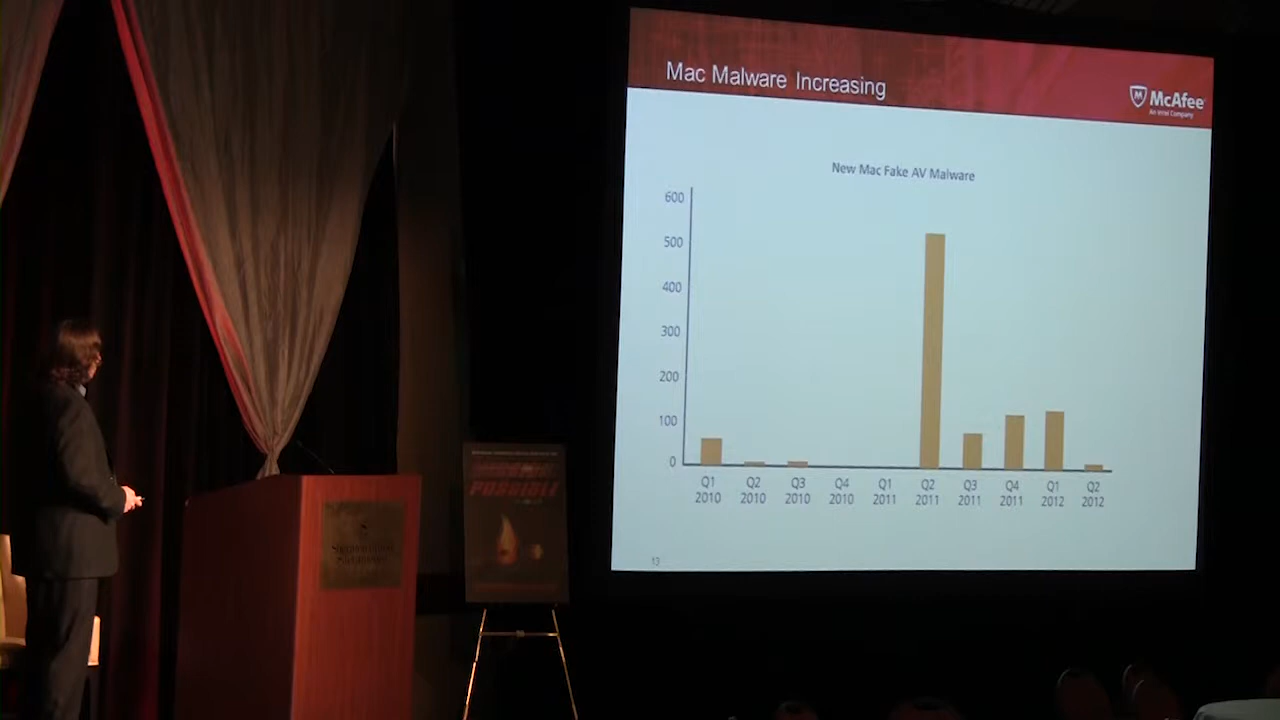 Mac Malware Increasing
McAfee
An Intel Company
New Mac Fake AV Malware
600
500
400
300
200
100
0
Q1 Q2 Q3 Q4 Q1 Q2 Q3 Q4 Q1 Q2
2010 2010 2010 2010 2011 2011 2011 2011 2012 2012
13
POSSIBLE